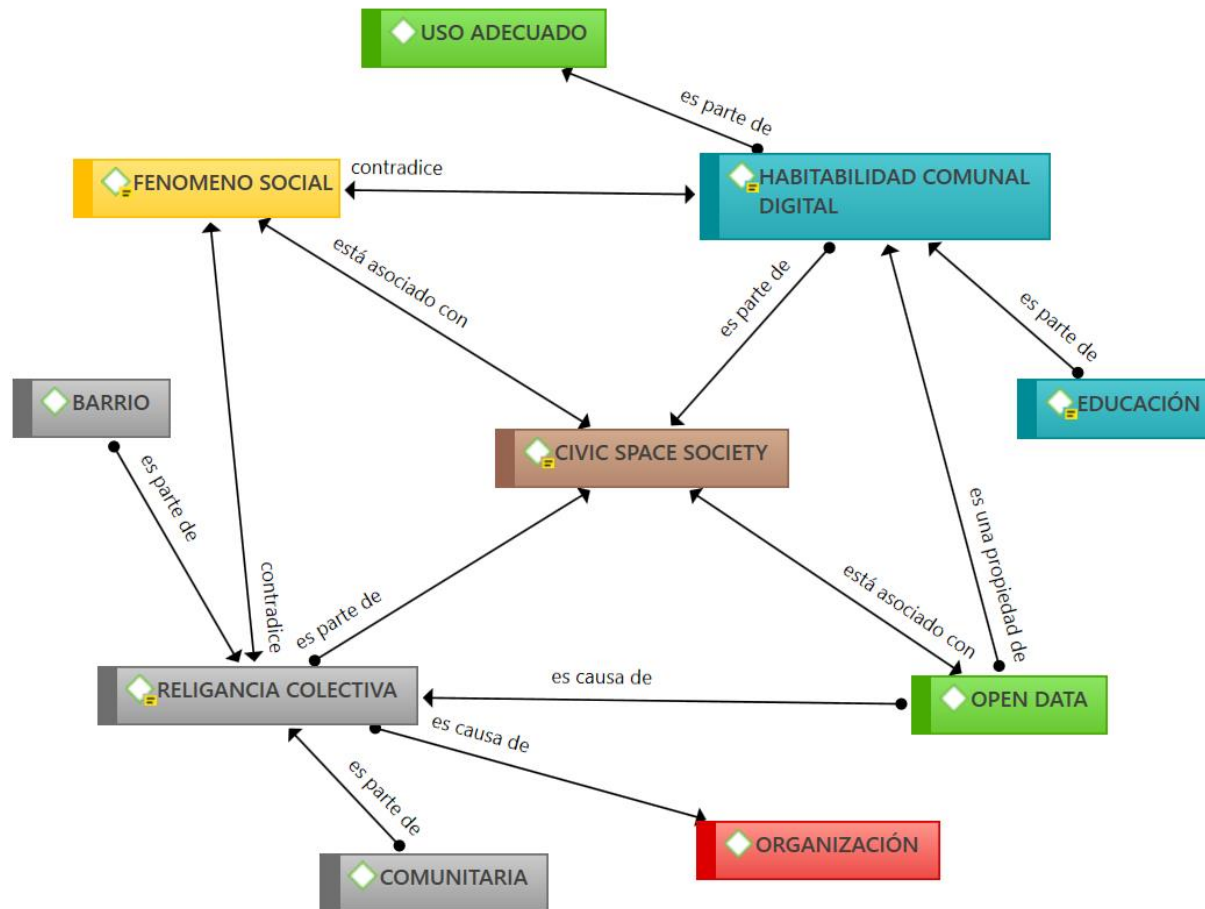 USO ADECUADO
es parte de
FENOMENO SOCIAL
contradice
HABITABILIDAD COMUNAL
DIGITAL
está asociado con
es parte de
es parte de
BARRIO
EDUCACIÓN
es parte de
CIVIC SPACE SOCIETY
es una propiedad de
contradice
es parte de
está asociado con
RELIGANCIA COLECTIVA
es causa de
OPEN DATA
es causa de
es parte de
ORGANIZACIÓN
COMUNITARIA